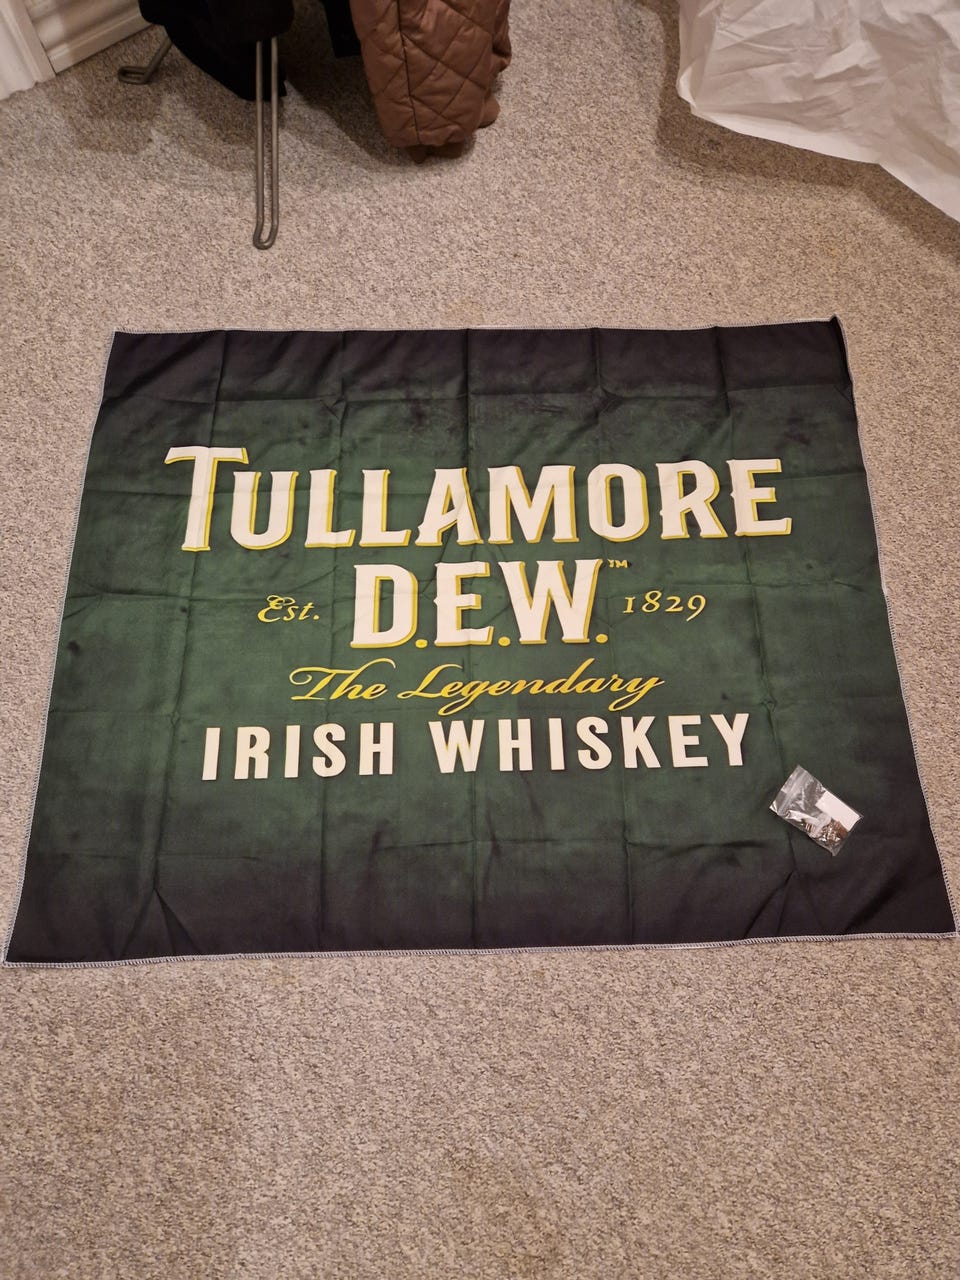 TULLAMORE
D.E.W.™
Est. 1829
The Legendary
IRISH WHISKEY